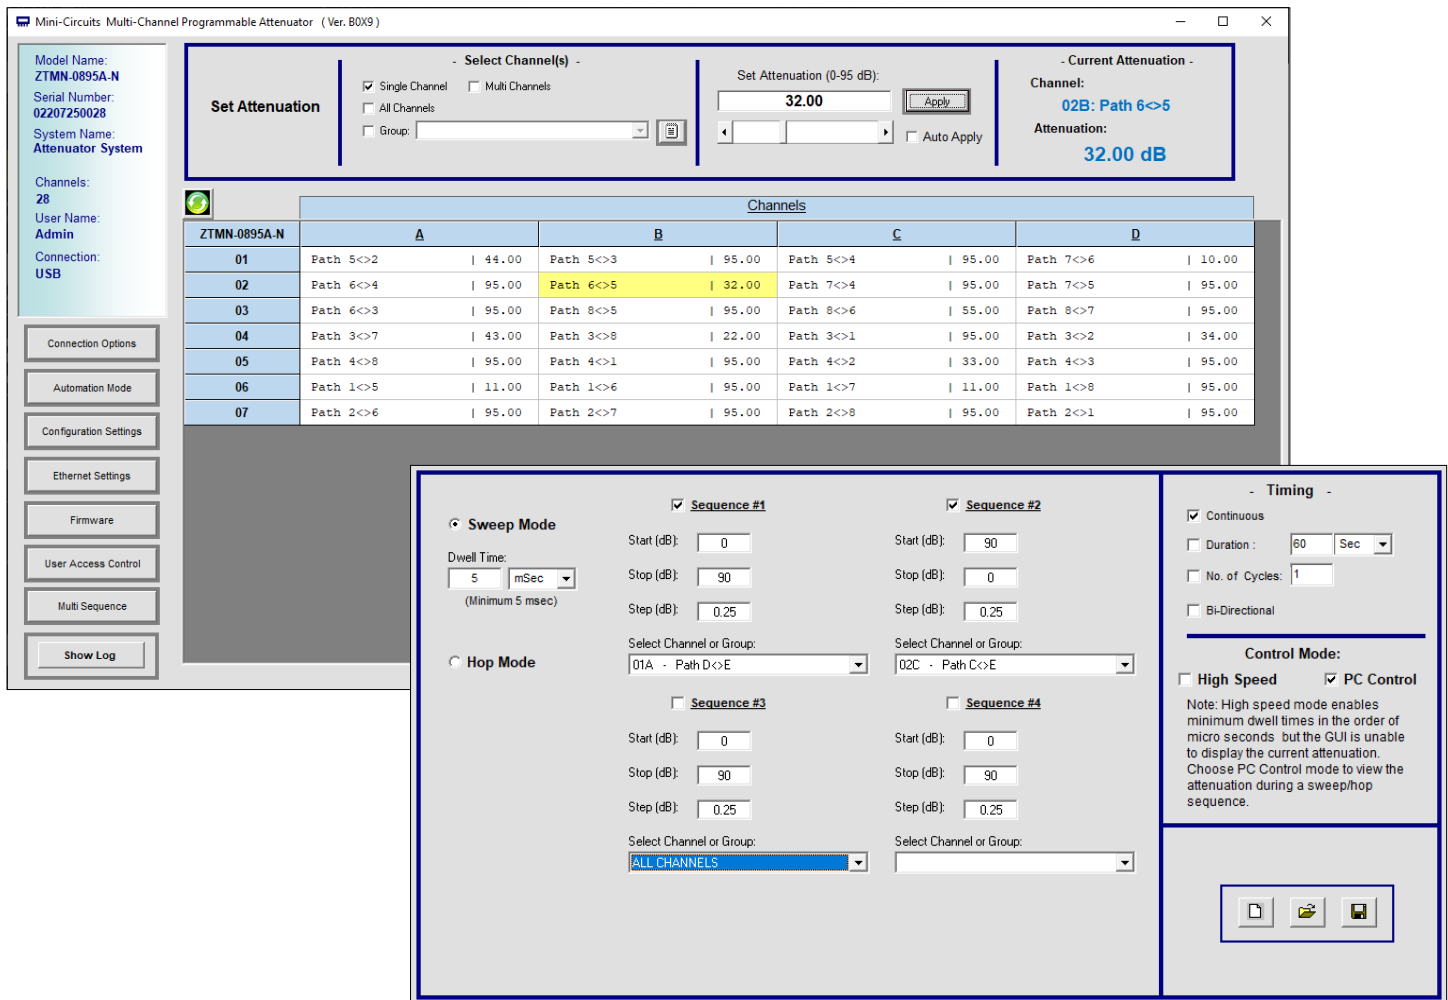 Mini-Circuits Multi-Channel Programmable Attenuator ( Ver. B0X9 )
Model Name:
ZTMN-0895A-N
Serial Number:
02207250028
System Name:
Attenuator System
Channels:
28
User Name:
Admin
Connection:
USB
Connection Options
Automation Mode
Configuration Settings
Ethernet Settings
Firmware
User Access Control
Multi Sequence
Show Log
Set Attenuation
- Select Channel(s) -
Single Channel Multi Channels
All Channels
Group:
Set Attenuation (0-95 dB):
32.00 Apply
Auto Apply
- Current Attenuation -
Channel:
02B: Path 6<>5
Attenuation:
32.00 dB
Channels
ZTMN-0895A-N A B C D
01 Path 5<>2 | 44.00 Path 5<>3 | 95.00 Path 5<>4 | 95.00 Path 7<>6 | 10.00
02 Path 6<>4 | 95.00 Path 6<>5 | 32.00 Path 7<>4 | 95.00 Path 7<>5 | 95.00
03 Path 6<>3 | 95.00 Path 8<>5 | 95.00 Path 8<>6 | 55.00 Path 8<>7 | 95.00
04 Path 3<>7 | 43.00 Path 3<>8 | 22.00 Path 3<>1 | 95.00 Path 3<>2 | 34.00
05 Path 4<>8 | 95.00 Path 4<>1 | 95.00 Path 4<>2 | 33.00 Path 4<>3 | 95.00
06 Path 1<>5 | 11.00 Path 1<>6 | 95.00 Path 1<>7 | 11.00 Path 1<>8 | 95.00
07 Path 2<>6 | 95.00 Path 2<>7 | 95.00 Path 2<>8 | 95.00 Path 2<>1 | 95.00
Sweep Mode
Dwell Time:
5 mSec
(Minimum 5 msec)
Hop Mode
Sequence #1
Start (dB): 0
Stop (dB): 90
Step (dB): 0.25
Select Channel or Group:
01A - Path D<>E
Sequence #2
Start (dB): 90
Stop (dB): 0
Step (dB): 0.25
Select Channel or Group:
02C - Path C<>E
Sequence #3
Start (dB): 0
Stop (dB): 90
Step (dB): 0.25
Select Channel or Group:
ALL CHANNELS
Sequence #4
Start (dB): 0
Stop (dB): 90
Step (dB): 0.25
Select Channel or Group:
- Timing -
Continuous
Duration : 60 Sec
No. of Cycles: 1
Bi-Directional
Control Mode:
High Speed PC Control
Note: High speed mode enables
minimum dwell times in the order of
micro seconds but the GUI is unable
to display the current attenuation.
Choose PC Control mode to view the
attenuation during a sweep/hop
sequence.